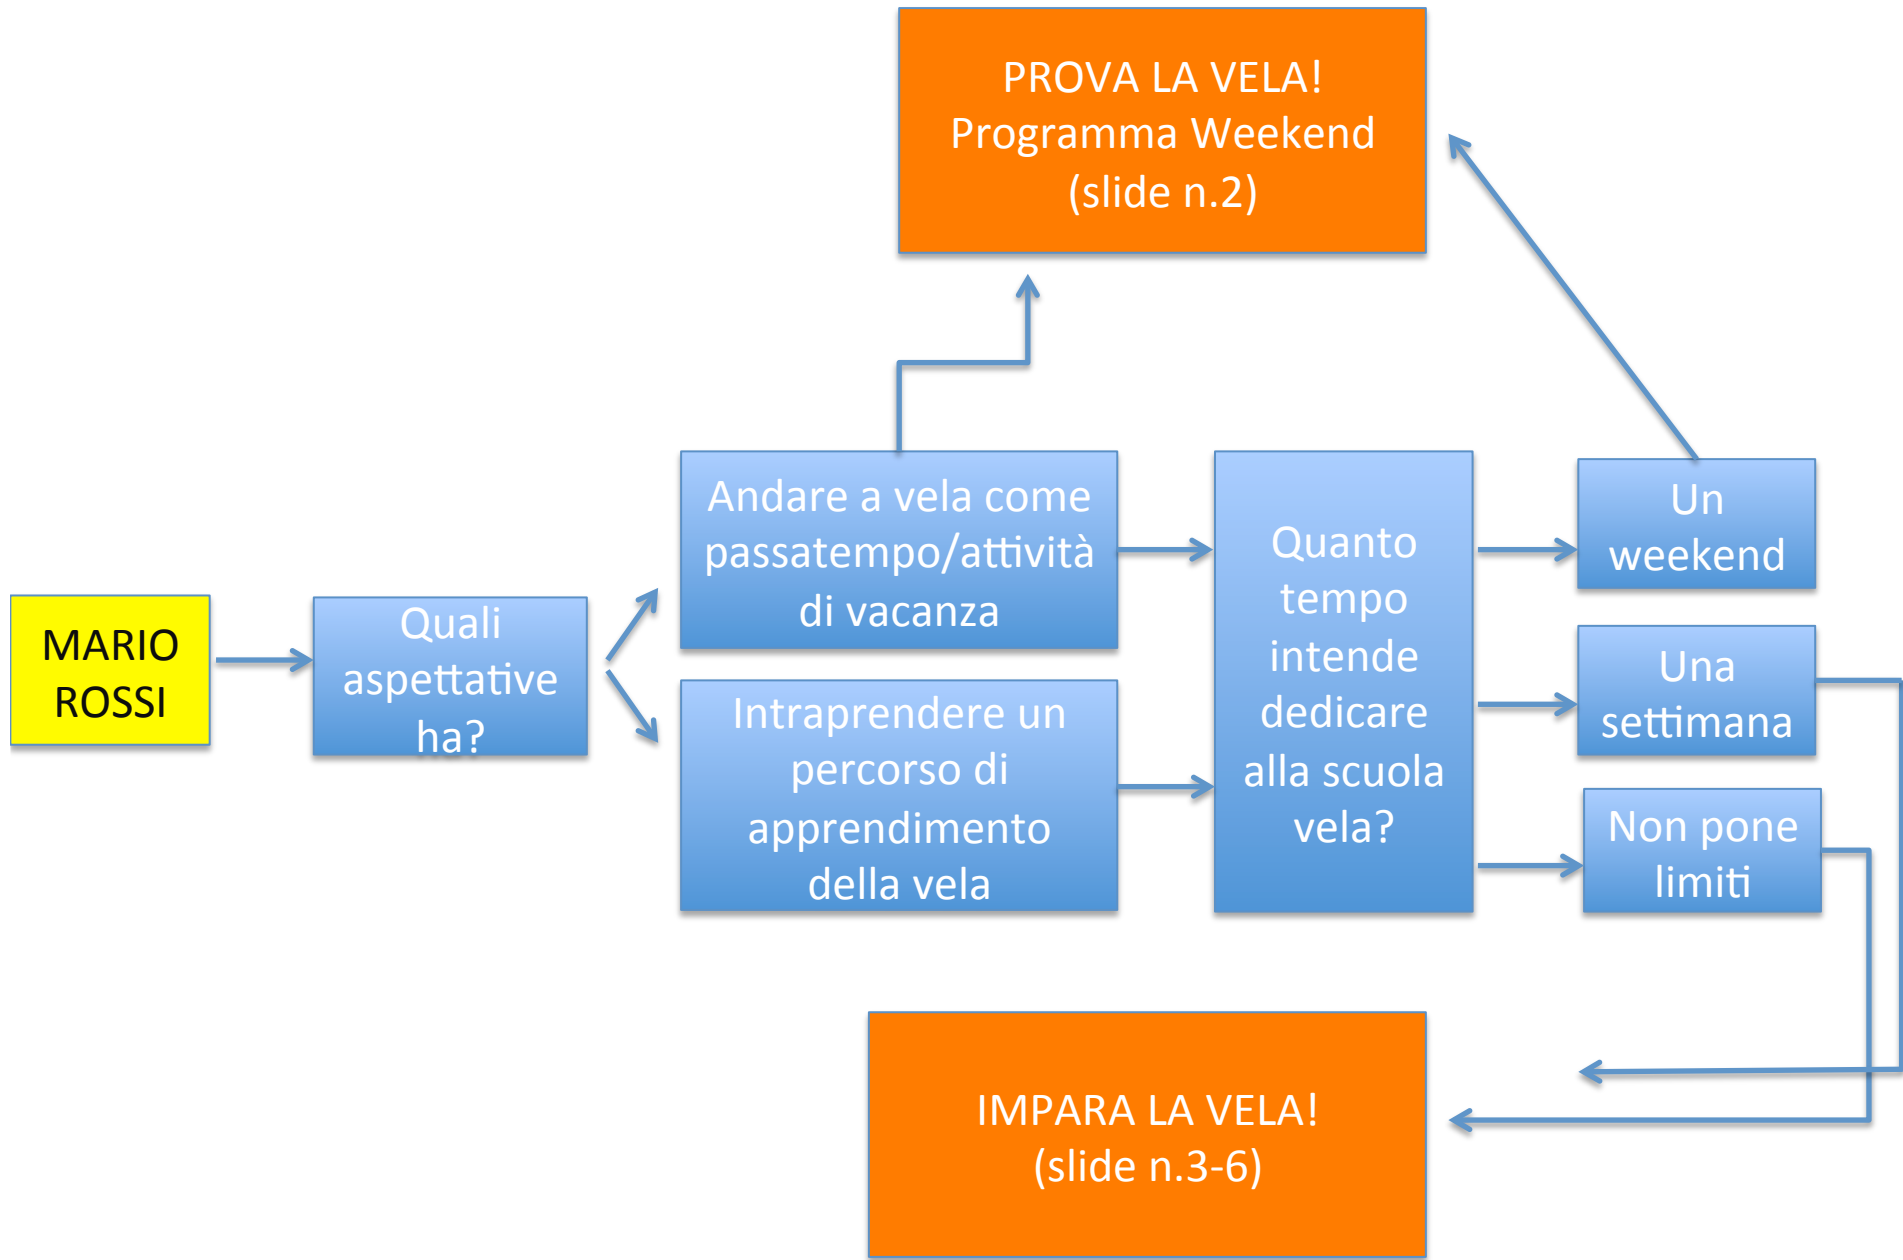 PROVA LA VELA!
Programma Weekend
(slide n.2)
MARIO
ROSSI
Quali
aspettative
ha?
Andare a vela come
passatempo/attività
di vacanza
Intraprendere un
percorso di
apprendimento
della vela
Quanto
tempo
intende
dedicare
alla scuola
vela?
Un
weekend
Una
settimana
Non pone
limiti
IMPARA LA VELA!
(slide n.3-6)